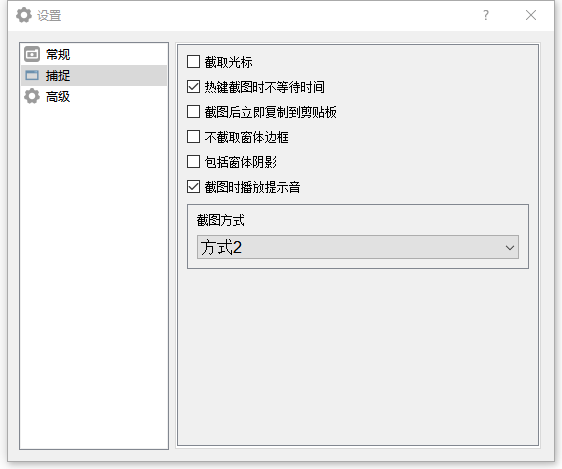 设置
?
常规
捕捉
高级
截取光标
热键截图时不等待时间
截图后立即复制到剪贴板
不截取窗体边框
包括窗体阴影
截图时播放提示音
截图方式
方式2